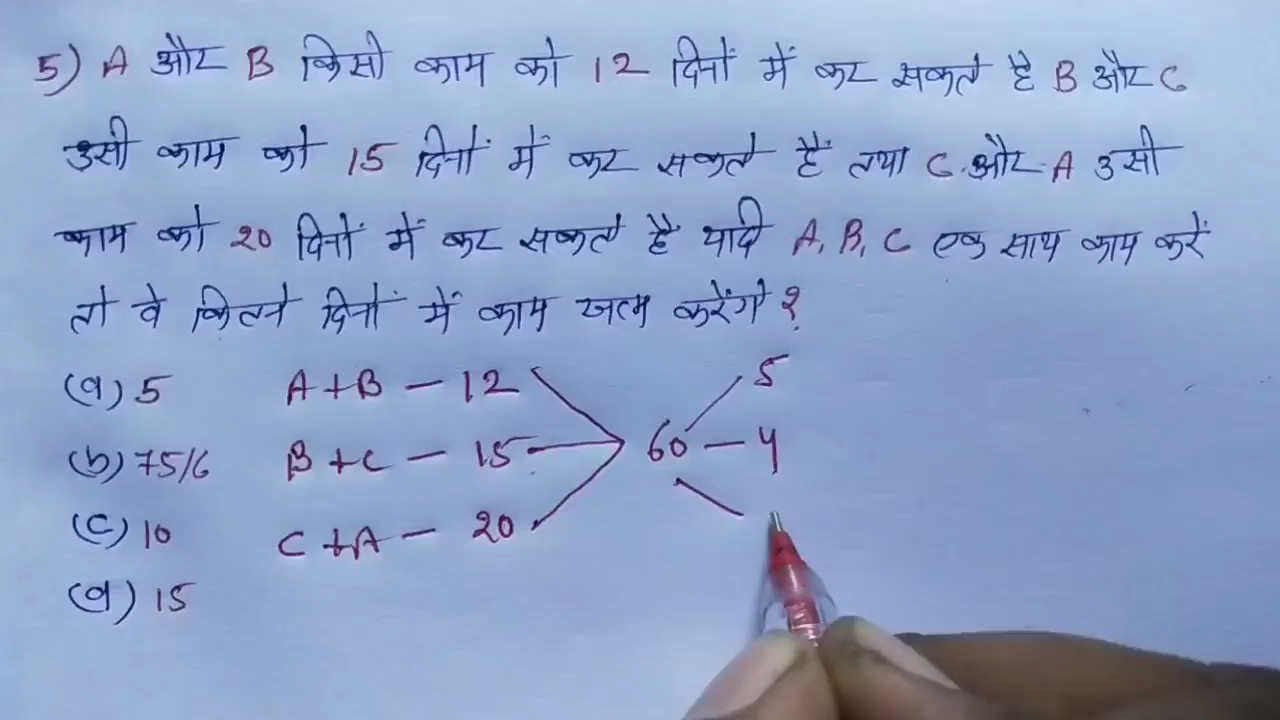 5) A और B किसी काम को 12 दिनों में कर सकते है B और C
उसी काम को 15 दिनों में कर सकते हैं तथा C और A उसी
काम को 20 दिनों में कर सकते है यदि A, B, C एक साथ काम करें
तो वे कितने दिनों में काम खत्म करेंगे ?
(a) 5 A+B — 12 5
(b) 75/6 B+C — 15 60 — 4
(c) 10 C+A — 20
(d) 15